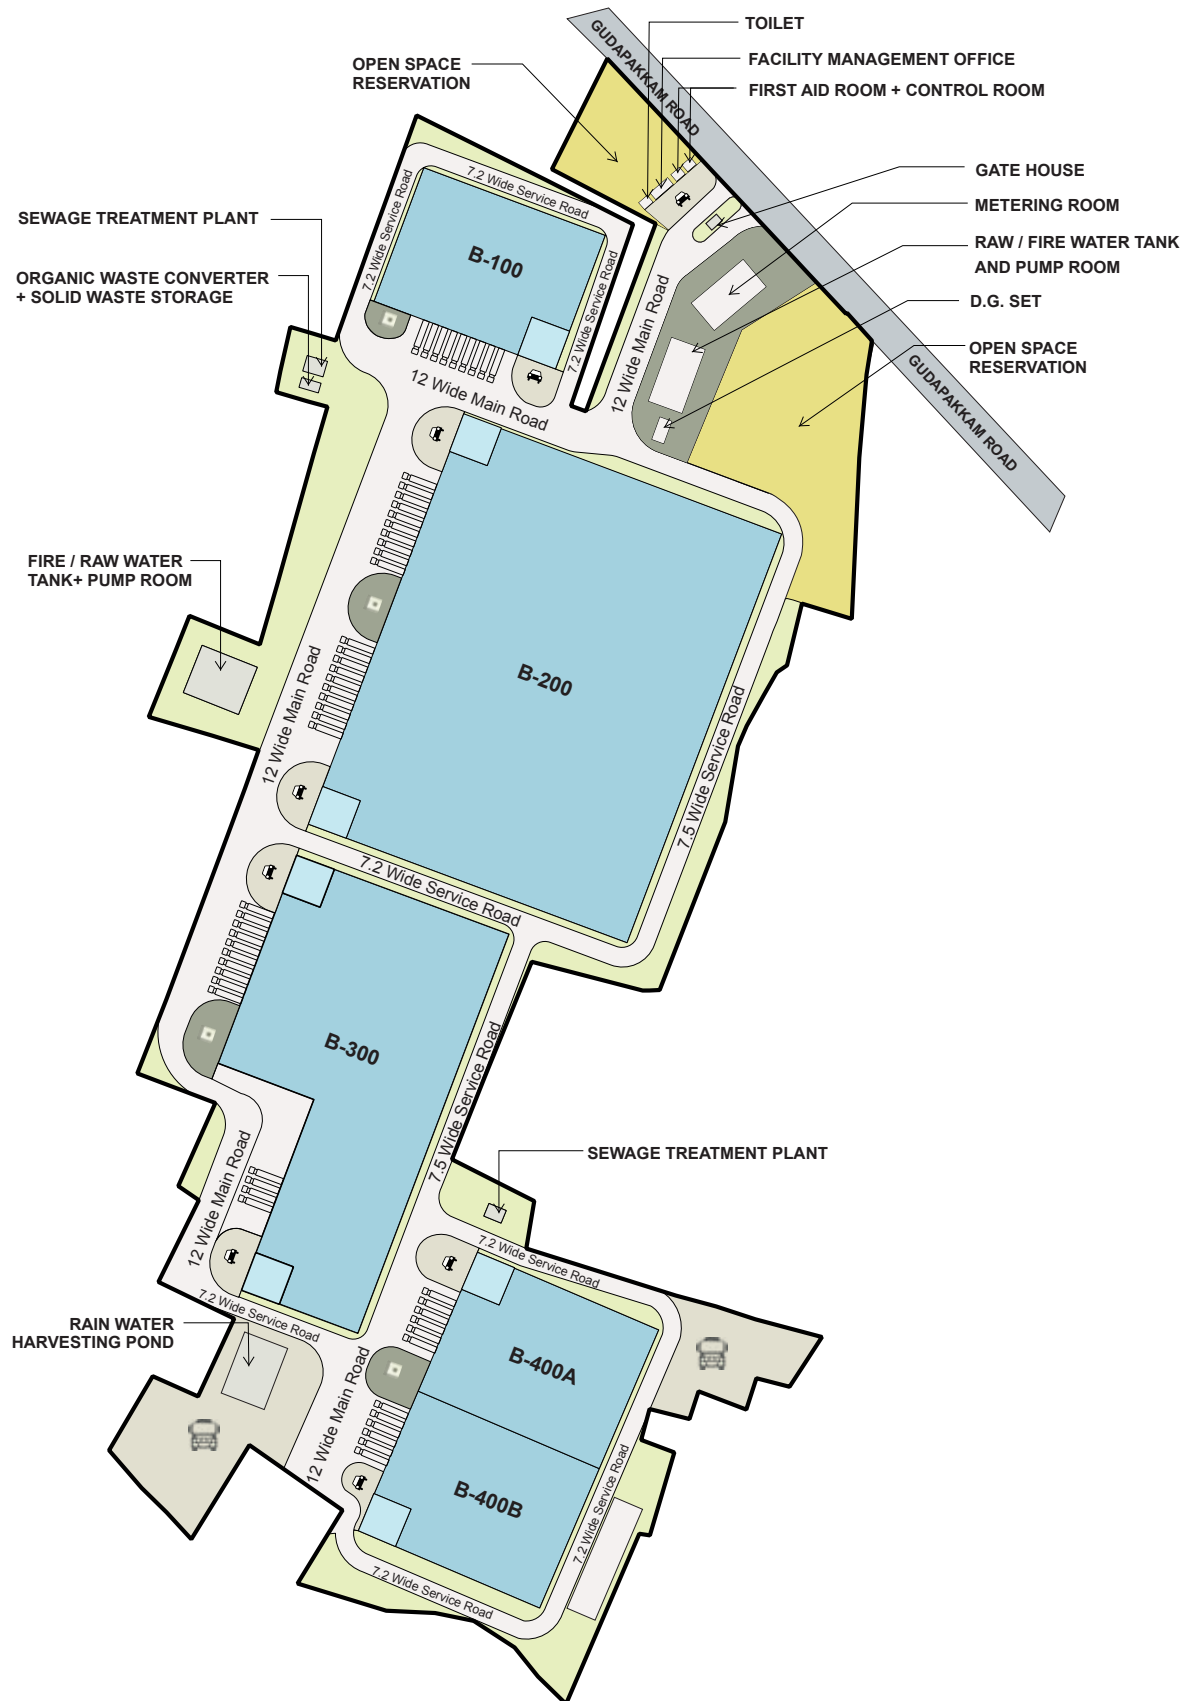 TOILET
FACILITY MANAGEMENT OFFICE
FIRST AID ROOM + CONTROL ROOM
OPEN SPACE
RESERVATION
GUDAPAKKAM ROAD
GATE HOUSE
METERING ROOM
RAW / FIRE WATER TANK
AND PUMP ROOM
D.G. SET
OPEN SPACE
RESERVATION
GUDAPAKKAM ROAD
SEWAGE TREATMENT PLANT
ORGANIC WASTE CONVERTER
+ SOLID WASTE STORAGE
7.2 Wide Service Road
7.2 Wide Service Road
B-100
7.2 Wide Service Road
12 Wide Main Road
12 Wide Main Road
FIRE / RAW WATER
TANK+ PUMP ROOM
B-200
12 Wide Main Road
7.5 Wide Service Road
7.2 Wide Service Road
B-300
7.5 Wide Service Road
12 Wide Main Road
SEWAGE TREATMENT PLANT
7.2 Wide Service Road
7.2 Wide Service Road
RAIN WATER
HARVESTING POND
12 Wide Main Road
B-400A
B-400B
7.2 Wide Service Road
7.2 Wide Service Road